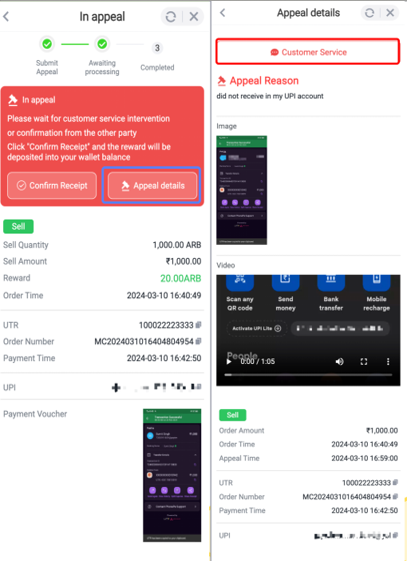 In appeal
Submit
Appeal
Awaiting
processing
3
Completed
In appeal
Please wait for customer service intervention
or confirmation from the other party
Click "Confirm Receipt" and the reward will be
deposited into your wallet balance
Confirm Receipt
Appeal details
Sell
Sell Quantity 1,000.00 ARB
Sell Amount ₹1,000.00
Reward 20.00ARB
Order Time 2024-03-10 16:40:49
UTR 100022223333
Order Number MC2024031016404804954
Payment Time 2024-03-10 16:42:50
UPI
Payment Voucher
Appeal details
Customer Service
Appeal Reason
did not receive in my UPI account
Image
Video
Scan any
QR code
Send
money
Bank
transfer
Mobile
recharge
Activate UPI Lite
People
0:00 / 1:05
Sell
Order Amount ₹1,000.00
Order Time 2024-03-10 16:40:49
Appeal Time 2024-03-10 16:59:00
UTR 100022223333
Order Number MC2024031016404804954
Payment Time 2024-03-10 16:42:50
UPI